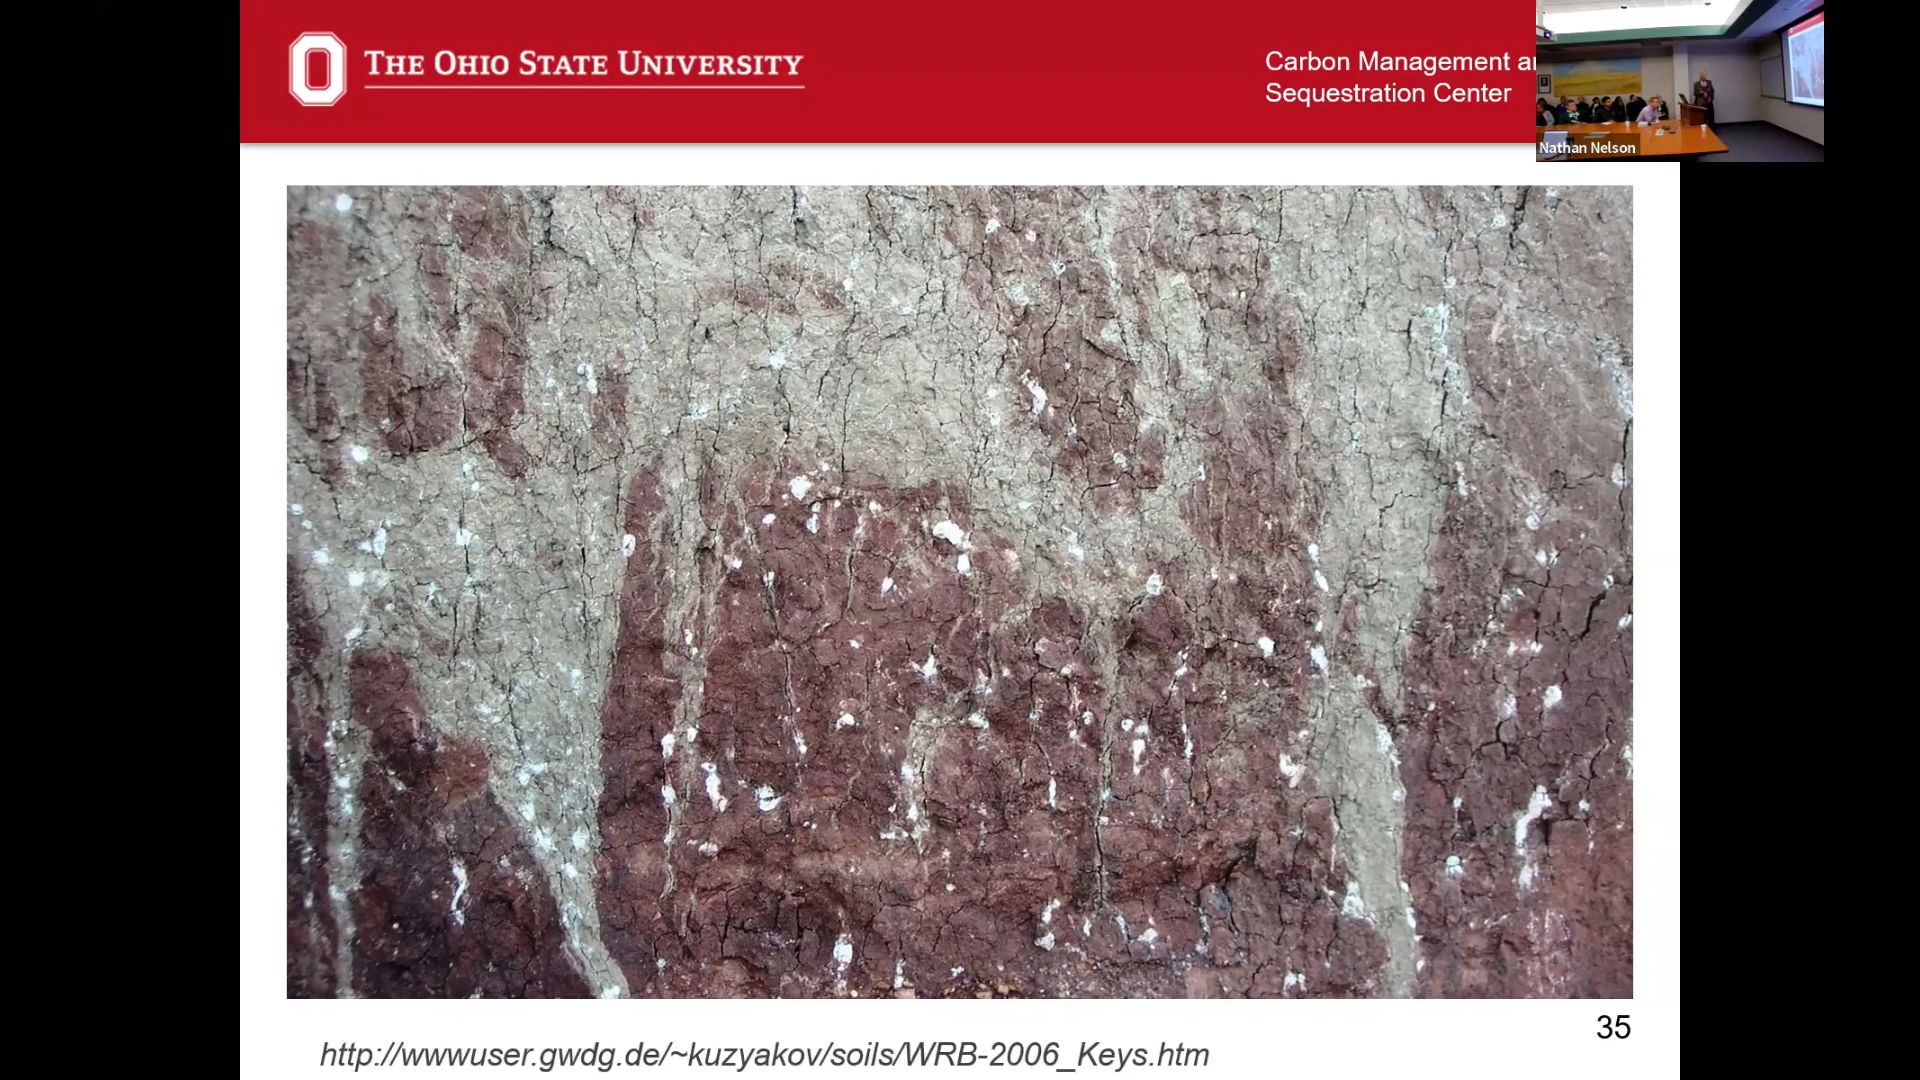 THE OHIO STATE UNIVERSITY
Carbon Management a
Sequestration Center
Nathan Nelson
35
http://wwwuser.gwdg.de/~kuzyakov/soils/WRB-2006_Keys.htm